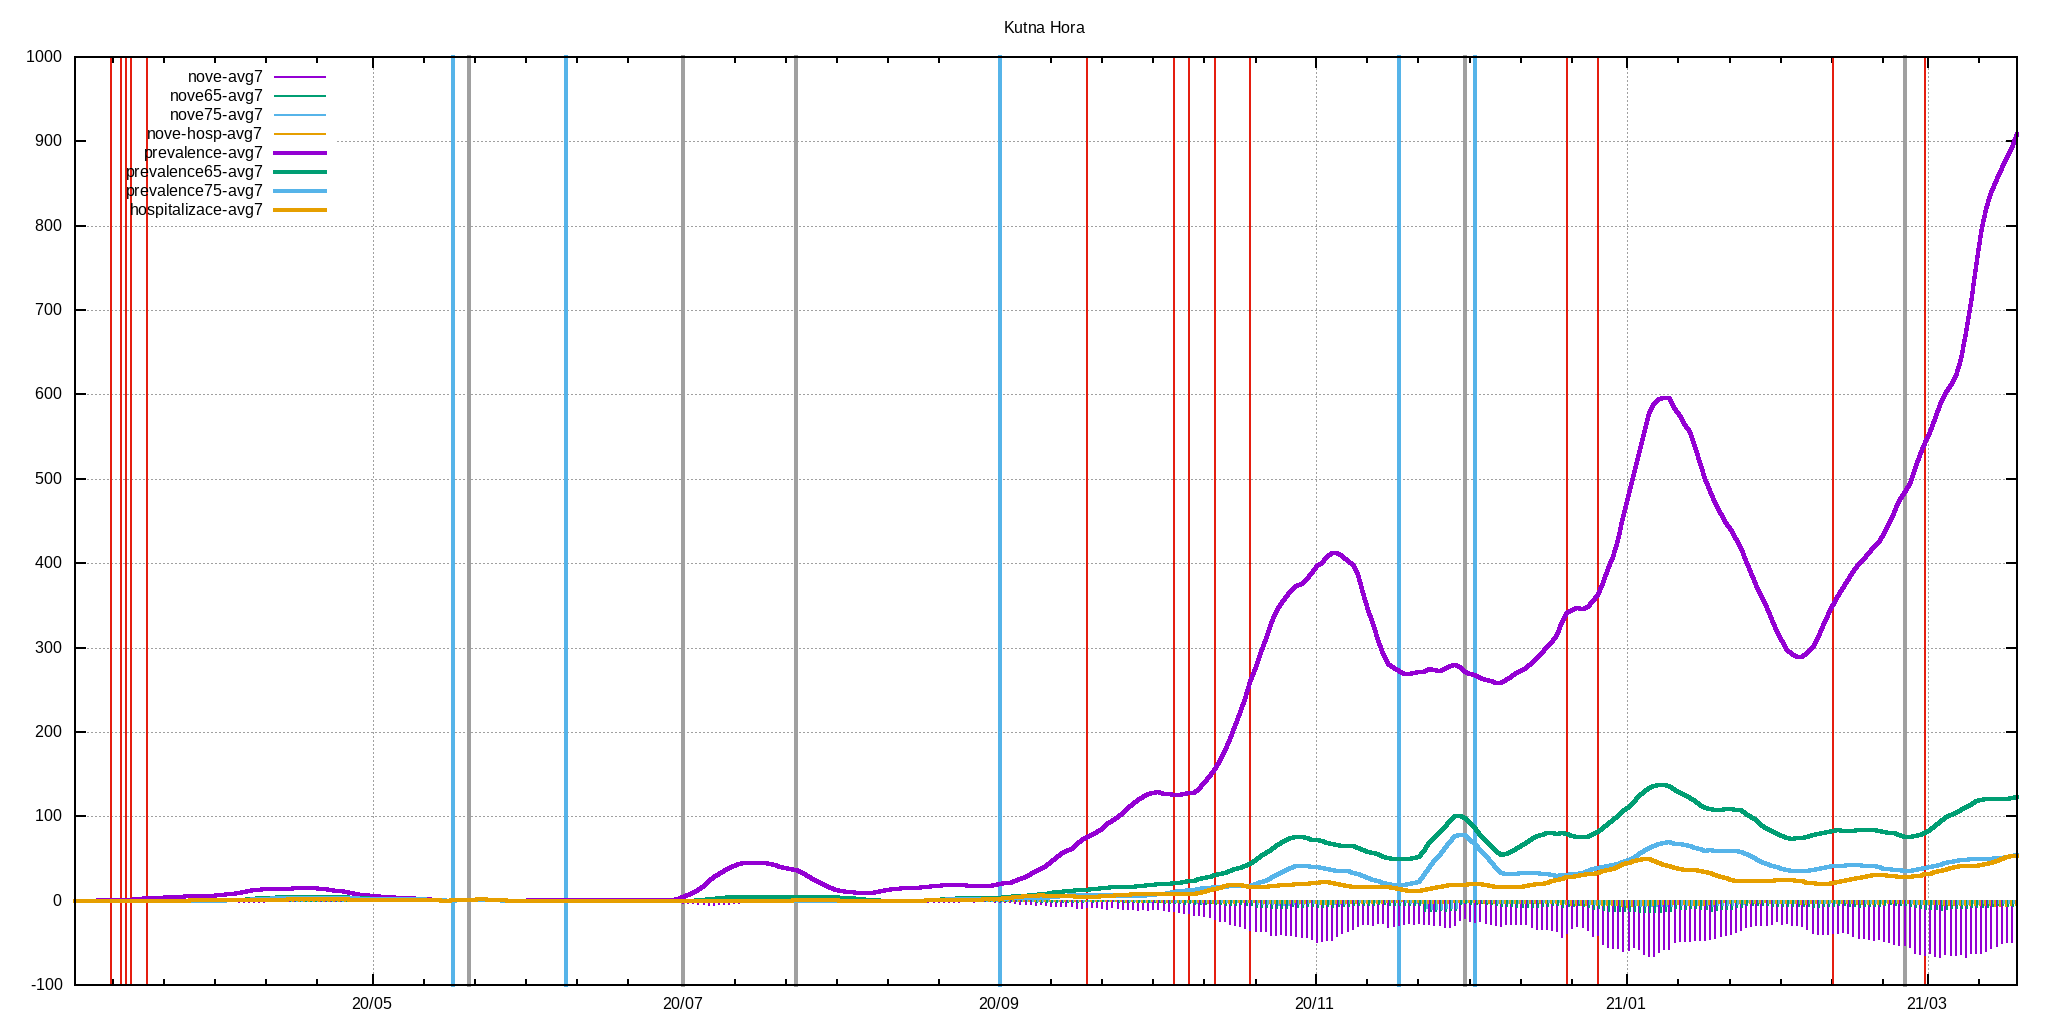 Kutna Hora
1000
900
800
700
600
500
400
300
200
100
0
-100
nove-avg7
nove65-avg7
nove75-avg7
nove-hosp-avg7
prevalence-avg7
prevalence65-avg7
prevalence75-avg7
hospitalizace-avg7
20/05 20/07 20/09 20/11 21/01 21/03